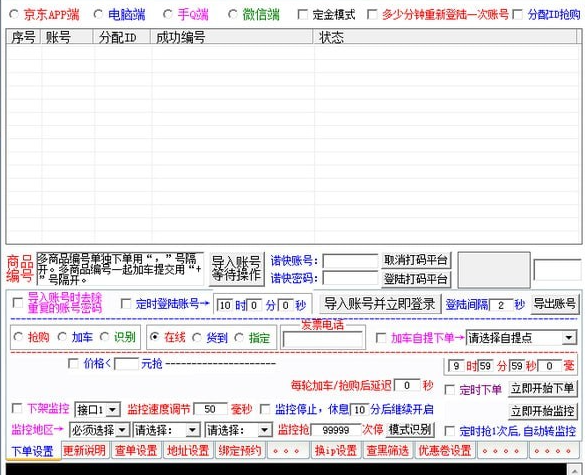 京东APP端 电脑端 手Q端 微信端 定金模式 多少分钟重新登陆一次账号 分配ID抢购
序号 账号 分配ID 成功编号 状态
商品编号 多商品编号单独下单用“，”号隔开。多商品编号一起加车提交用“+”号隔开。 导入账号等待操作 诺快账号: 取消打码平台
诺快密码: 登陆打码平台
导入账号时去除重复的账号密码 定时登陆账号→ 10 时 0 分 0 秒 导入账号并立即登录 登陆间隔 2 秒 导出账号
抢购 加车 识别 在线 货到 指定 发票电话 加车自提下单→ 请选择自提点
价格< 元抢 ---------------------- 9 时 59 分 59 秒 0 毫
每轮加车/抢购后延迟 0 秒 定时下单 立即开始下单
下架监控 接口1 监控速度调节 50 毫秒 监控停止，休息 10 分后继续开启 立即开始监控
监控地区→ 必须选择 请选择: 请选择: 监控抢 99999 次停 模式识别 定时抢1次后,自动转监控
下单设置 更新说明 查单设置 地址设置 绑定预约 。。。 换ip设置 查黑筛选 优惠卷设置 。。。。 。。。。